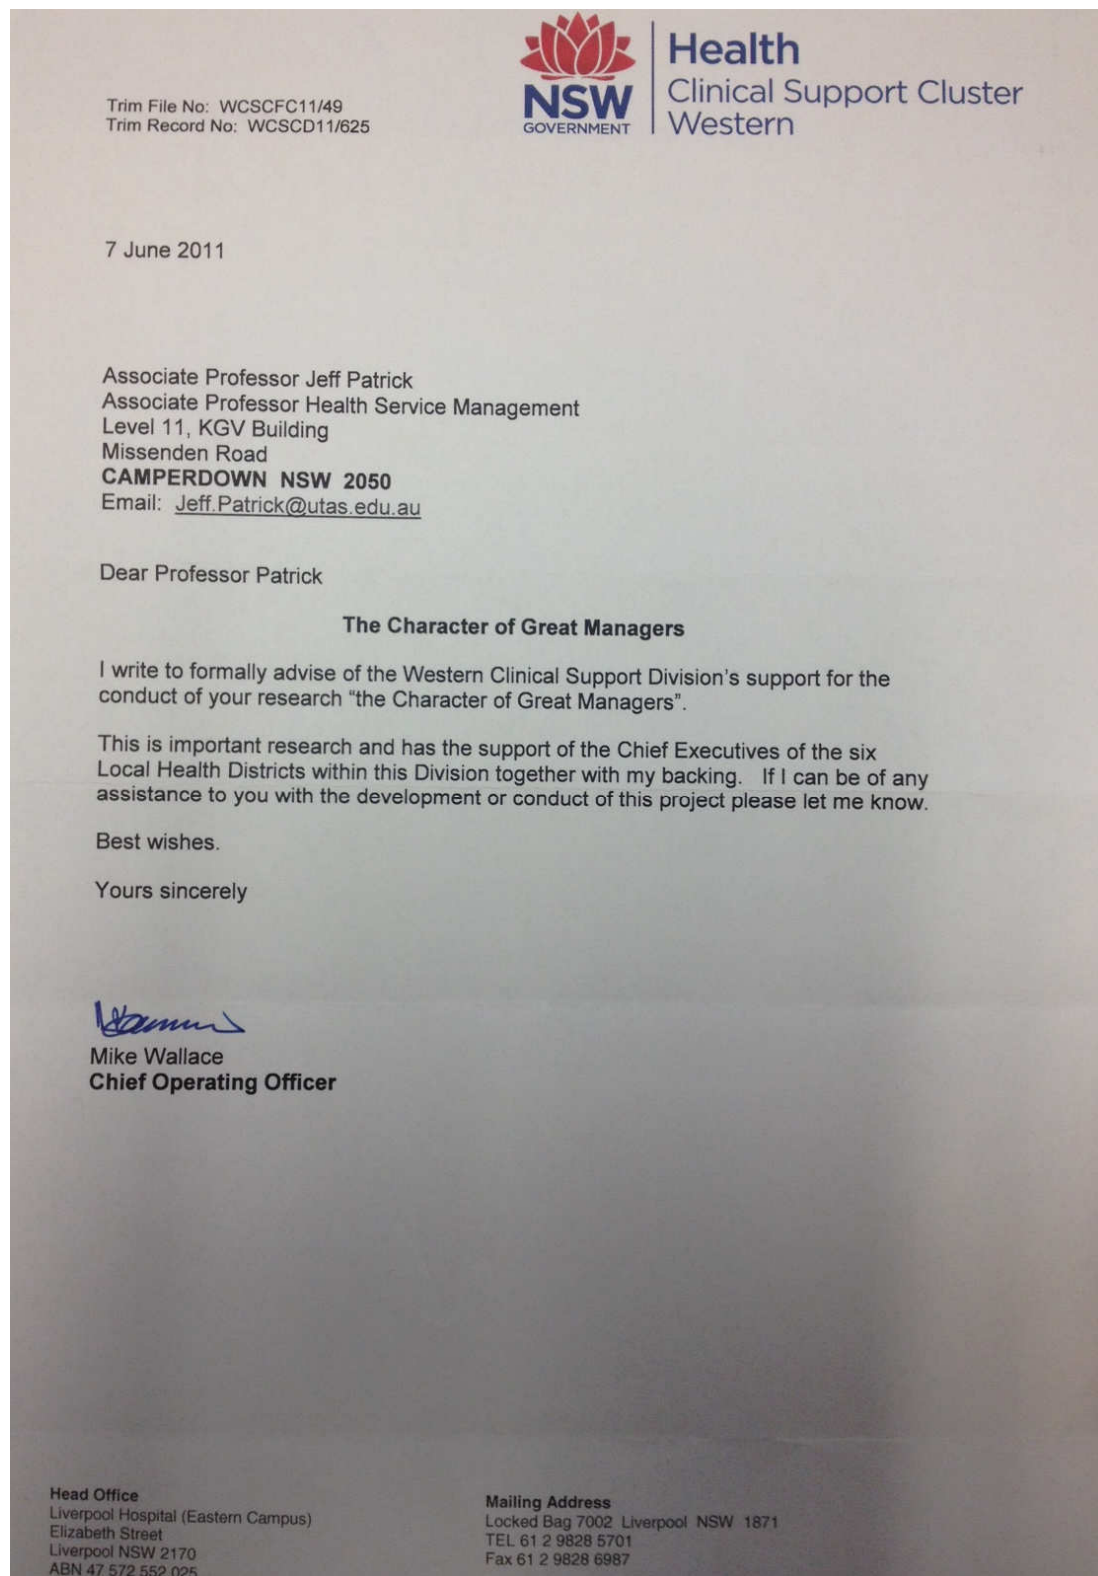 Trim File No: WCSCFC11/49
Trim Record No: WCSCD11/625
NSW
GOVERNMENT
Health
Clinical Support Cluster
Western
7 June 2011
Associate Professor Jeff Patrick
Associate Professor Health Service Management
Level 11, KGV Building
Missenden Road
CAMPERDOWN NSW 2050
Email: Jeff.Patrick@utas.edu.au
Dear Professor Patrick
The Character of Great Managers
I write to formally advise of the Western Clinical Support Division's support for the
conduct of your research “the Character of Great Managers”.
This is important research and has the support of the Chief Executives of the six
Local Health Districts within this Division together with my backing. If I can be of any
assistance to you with the development or conduct of this project please let me know.
Best wishes.
Yours sincerely
Mike Wallace
Chief Operating Officer
Head Office
Liverpool Hospital (Eastern Campus)
Elizabeth Street
Liverpool NSW 2170
ABN 47 572 552 025
Mailing Address
Locked Bag 7002 Liverpool NSW 1871
TEL 61 2 9828 5701
Fax 61 2 9828 6987